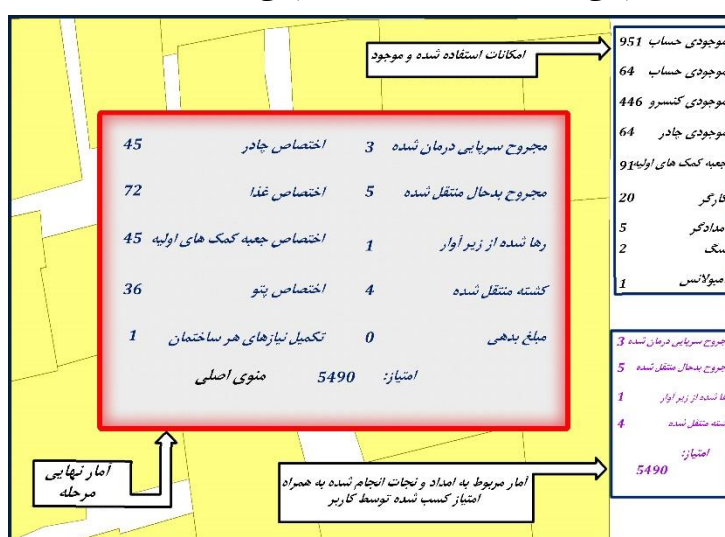 امکانات استفاده شده و موجود
موجودی حساب 951
موجودی حساب 64
موجودی کنسرو 446
موجودی چادر 64
جعبه کمک های اولیه 91
کارگر 20
امدادگر 5
سگ 2
آمبولانس 1
مجروح سرپایی درمان شده 3 اختصاص چادر 45
مجروح بدحال منتقل شده 5 اختصاص غذا 72
رها شده از زیر آوار 1 اختصاص جعبه کمک های اولیه 45
کشته منتقل شده 4 اختصاص پتو 36
مبلغ بدهی 0 تکمیل نیازهای هر ساختمان 1
امتیاز: 5490 منوی اصلی
مجروح سرپایی درمان شده 3
مجروح بدحال منتقل شده 5
رها شده از زیر آوار 1
کشته منتقل شده 4
امتیاز:
5490
آمار نهایی
مرحله
آمار مربوط به امداد و نجات انجام شده به همراه
امتیاز کسب شده توسط کاربر